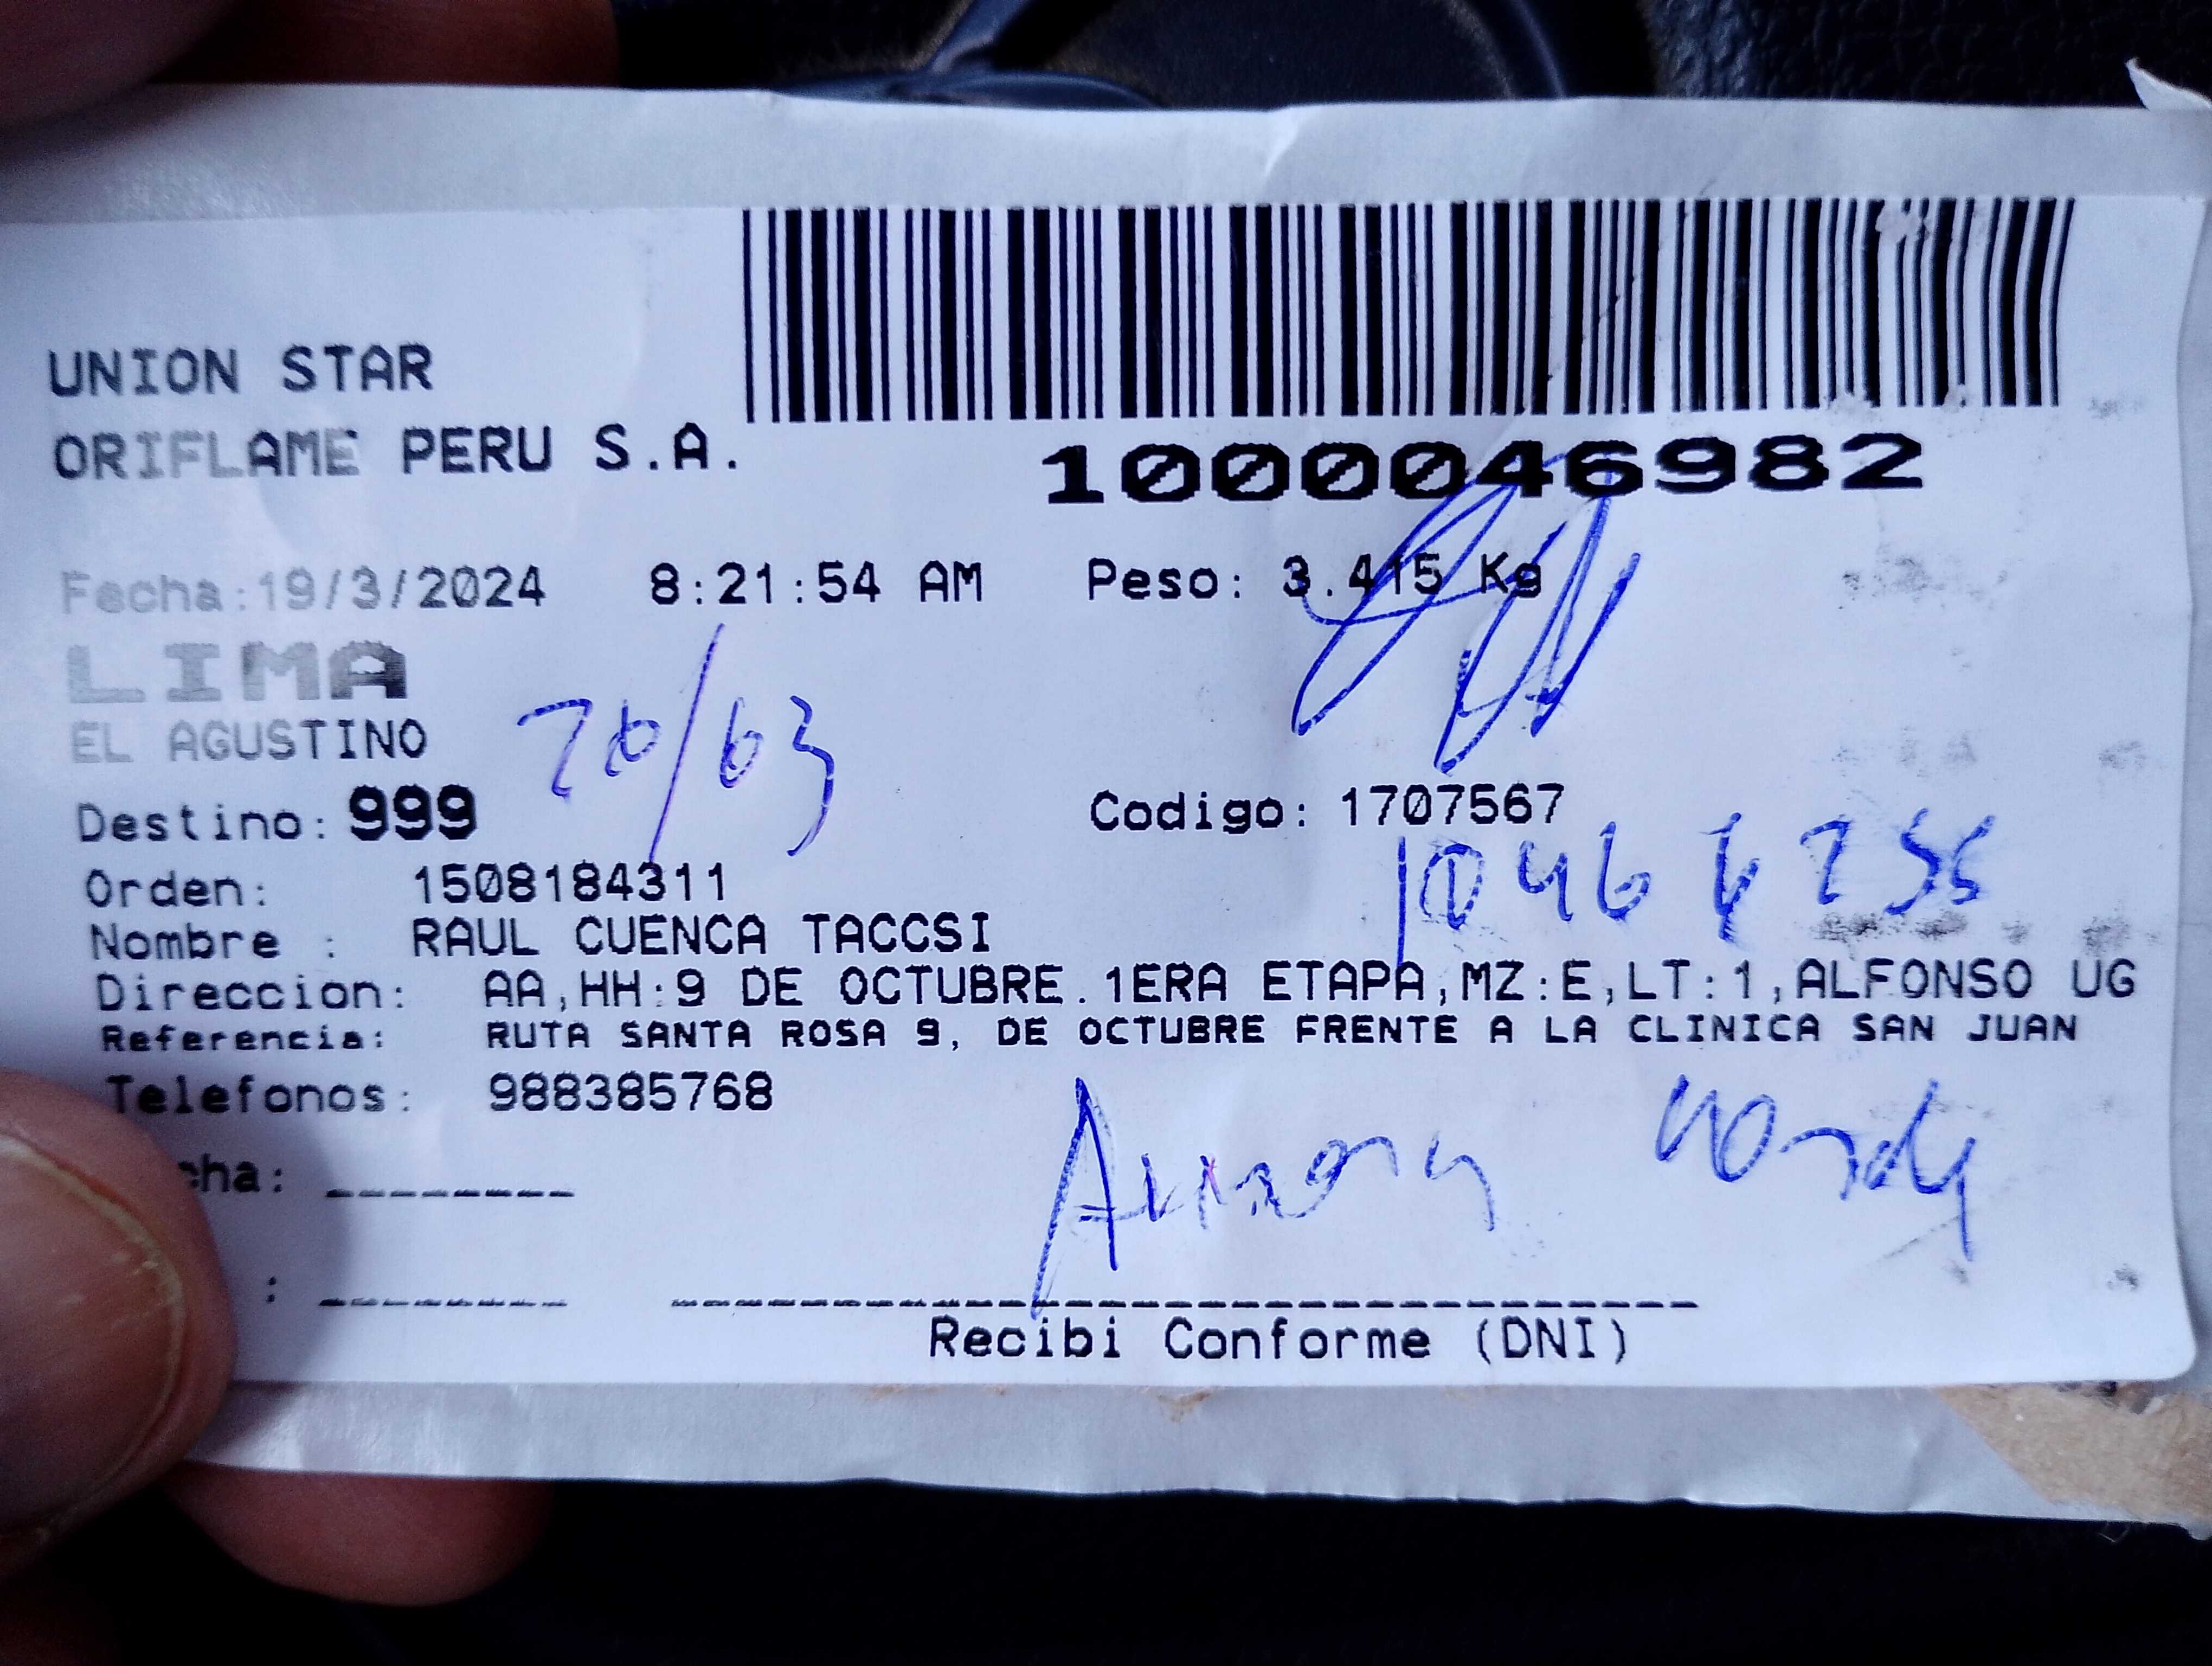 UNION STAR
ORIFLAME PERU S.A.
1000046982
Fecha:19/3/2024 8:21:54 AM Peso: 3.415 Kg
LIMA
EL AGUSTINO
20/03
Destino: 999 Codigo: 1707567
Orden: 1508184311
Nombre : RAUL CUENCA TACCSI
Direccion: AA,HH:9 DE OCTUBRE.1ERA ETAPA,MZ:E,LT:1,ALFONSO UG
Referencia: RUTA SANTA ROSA 9, DE OCTUBRE FRENTE A LA CLINICA SAN JUAN
Telefonos: 988385768
cha: --------
: --------
Recibi Conforme (DNI)